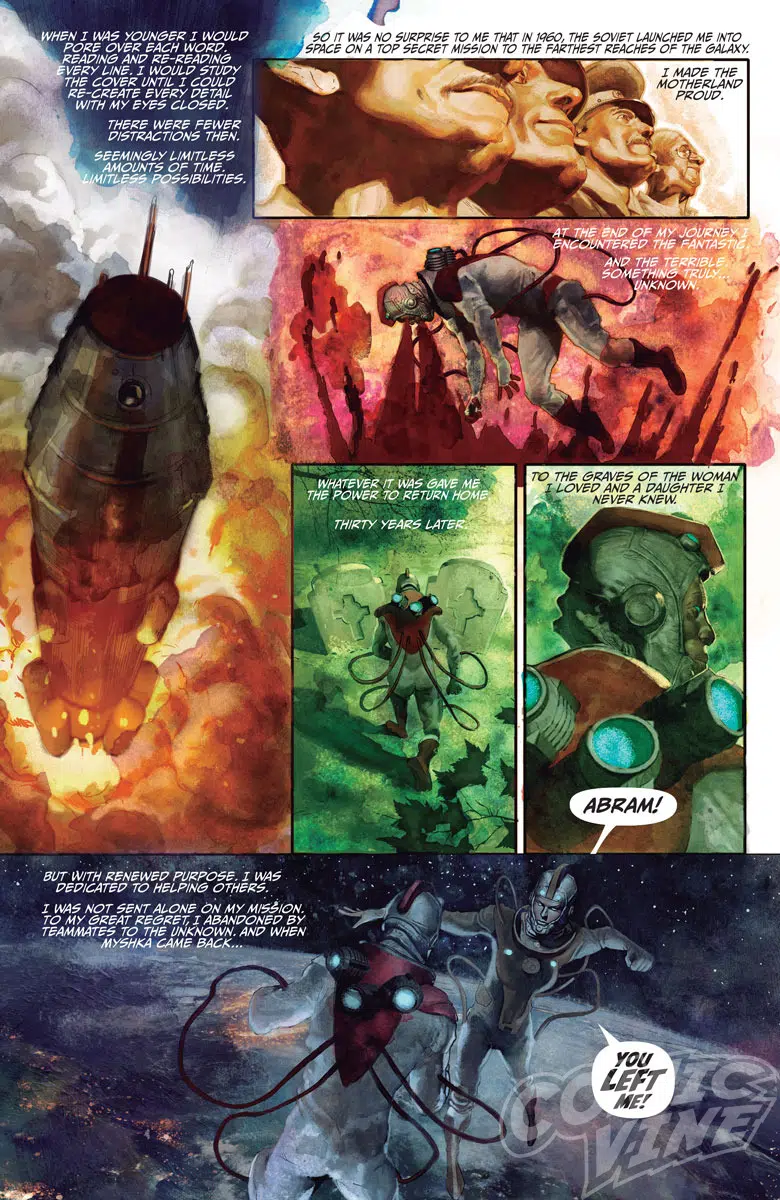 WHEN I WAS YOUNGER I WOULD
PORE OVER EACH WORD.
READING AND RE-READING
EVERY LINE. I WOULD STUDY
THE COVER UNTIL I COULD
RE-CREATE EVERY DETAIL
WITH MY EYES CLOSED.
THERE WERE FEWER
DISTRACTIONS THEN.
SEEMINGLY LIMITLESS
AMOUNTS OF TIME.
LIMITLESS POSSIBILITIES.
SO IT WAS NO SURPRISE TO ME THAT IN 1960, THE SOVIET LAUNCHED ME INTO
SPACE ON A TOP SECRET MISSION TO THE FARTHEST REACHES OF THE GALAXY.
I MADE THE
MOTHERLAND
PROUD.
AT THE END OF MY JOURNEY I
ENCOUNTERED THE FANTASTIC.
AND THE TERRIBLE.
SOMETHING TRULY...
UNKNOWN.
WHATEVER IT WAS GAVE ME
THE POWER TO RETURN HOME
THIRTY YEARS LATER.
TO THE GRAVES OF THE WOMAN
I LOVED AND A DAUGHTER I
NEVER KNEW.
ABRAM!
BUT WITH RENEWED PURPOSE. I WAS
DEDICATED TO HELPING OTHERS.
I WAS NOT SENT ALONE ON MY MISSION.
TO MY GREAT REGRET, I ABANDONED BY
TEAMMATES TO THE UNKNOWN. AND WHEN
MYSHKA CAME BACK...
YOU
LEFT
ME!
COMIC
VINE